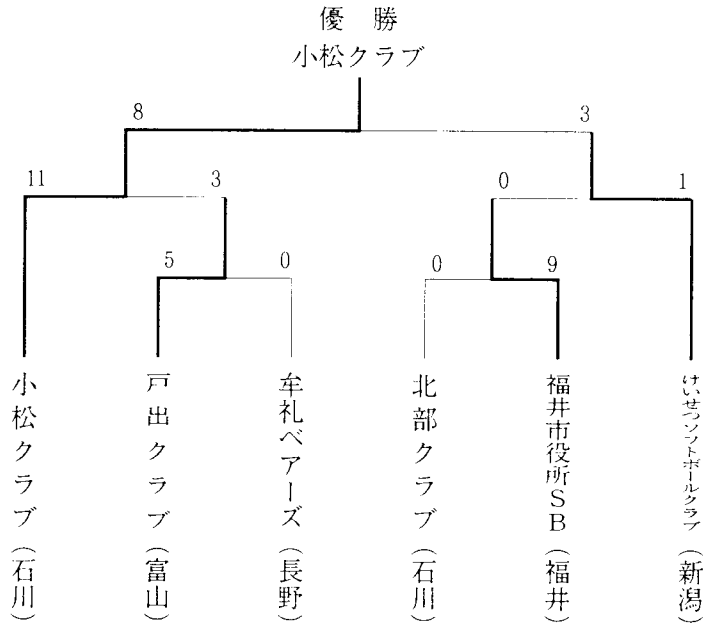 優勝
小松クラブ
8
3
11
3
0
1
5
0
0
9
小松クラブ（石川）
戸出クラブ（富山）
牟礼ベアーズ（長野）
北部クラブ（石川）
福井市役所SB（福井）
けいせつソフトボールクラブ（新潟）